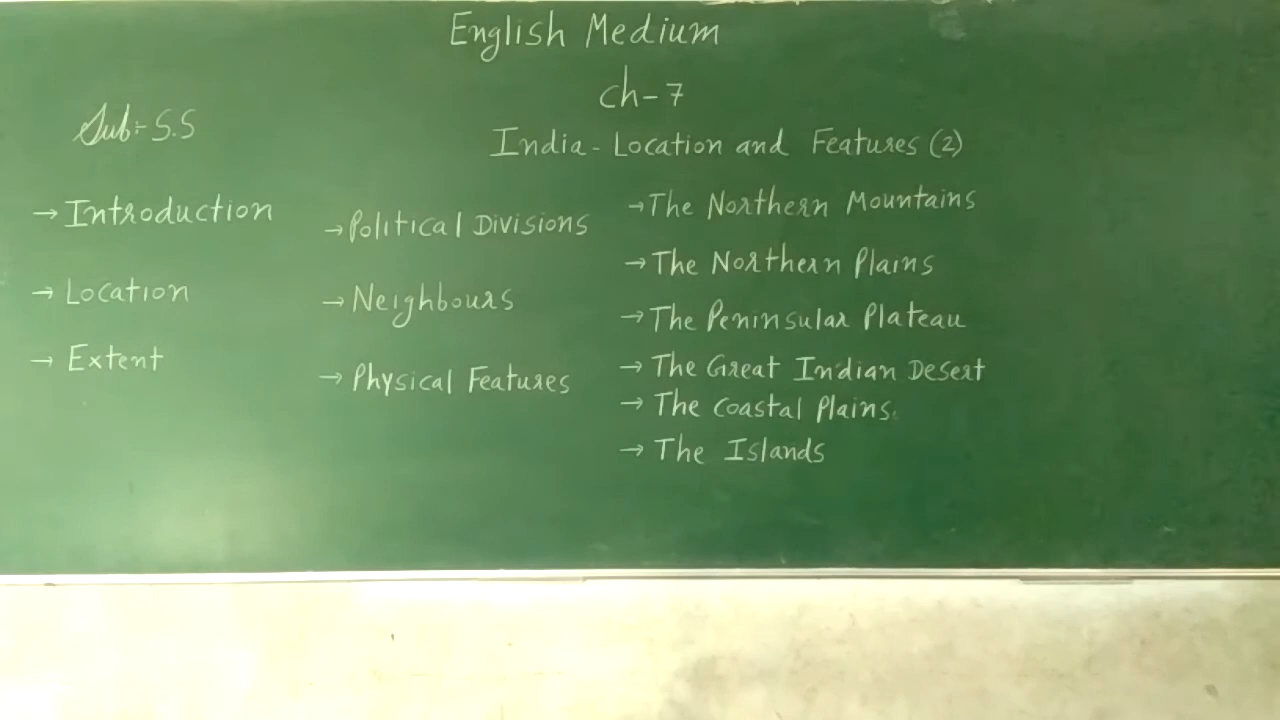 English Medium
Ch-7
Sub:- S.S
India - Location and Features (2)
→ Introduction
→ Location
→ Extent
→ Political Divisions
→ Neighbours
→ Physical Features
→ The Northern Mountains
→ The Northern Plains
→ The Peninsular Plateau
→ The Great Indian Desert
→ The Coastal Plains.
→ The Islands